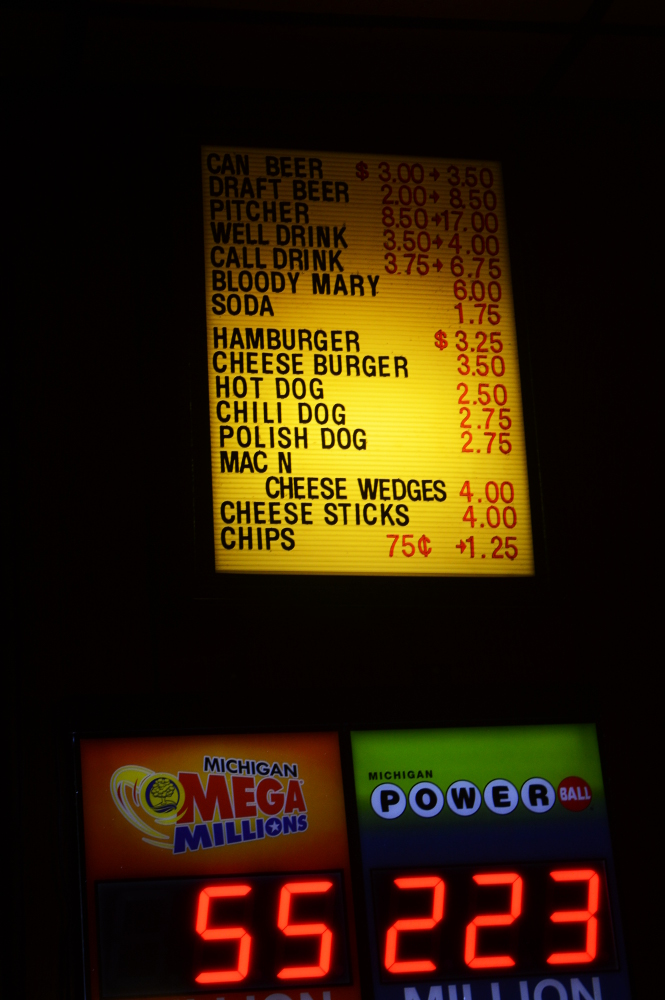 CAN BEER $ 3.00→3.50
DRAFT BEER 2.00→8.50
PITCHER 8.50→17.00
WELL DRINK 3.50→4.00
CALL DRINK 3.75→6.75
BLOODY MARY 6.00
SODA 1.75
HAMBURGER $ 3.25
CHEESE BURGER 3.50
HOT DOG 2.50
CHILI DOG 2.75
POLISH DOG 2.75
MAC N
CHEESE WEDGES 4.00
CHEESE STICKS 4.00
CHIPS 75¢ →1.25
MICHIGAN
MEGA
MILLIONS
55
MICHIGAN
POWER BALL
223
MILLION